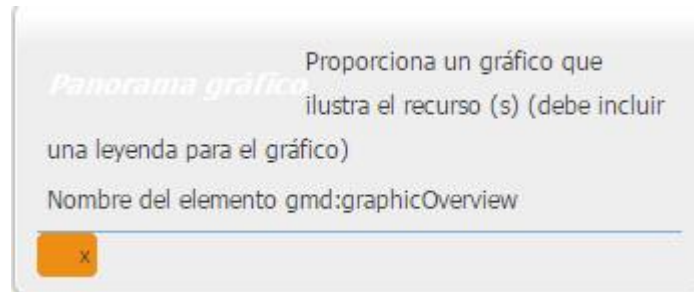 Panorama gráfico Proporciona un gráfico que
ilustra el recurso (s) (debe incluir
una leyenda para el gráfico)
Nombre del elemento gmd:graphicOverview
x